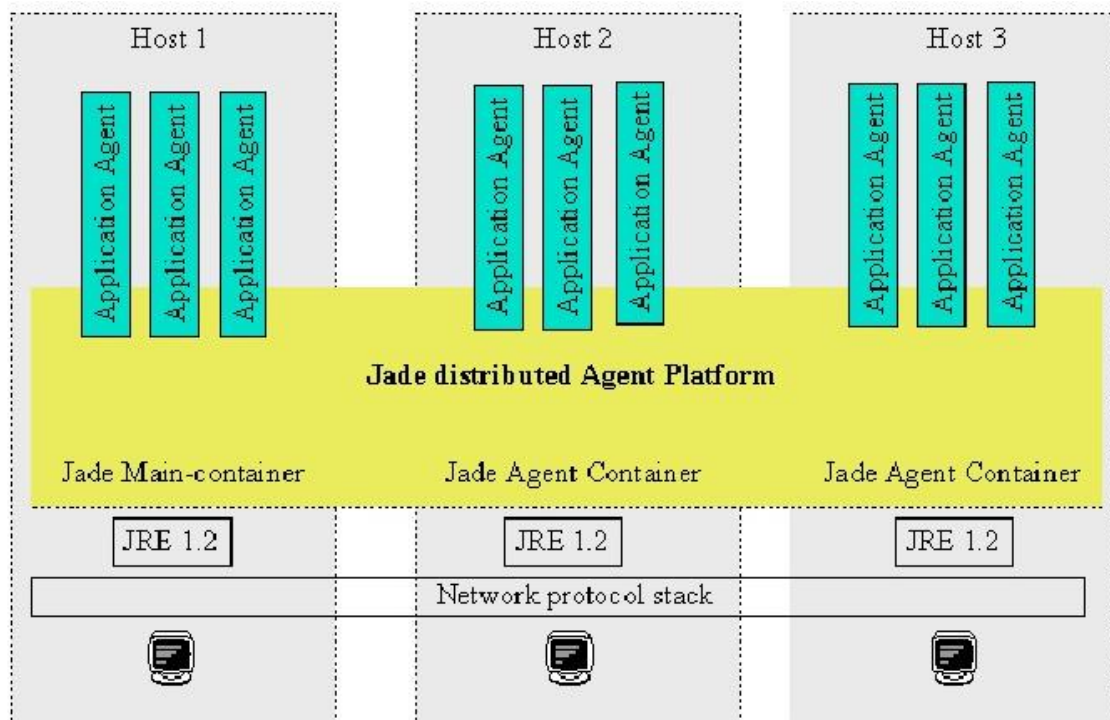 Host 1
Host 2
Host 3
Application Agent
Application Agent
Application Agent
Application Agent
Application Agent
Application Agent
Application Agent
Application Agent
Application Agent
Jade distributed Agent Platform
Jade Main-container
Jade Agent Container
Jade Agent Container
JRE 1.2
JRE 1.2
JRE 1.2
Network protocol stack